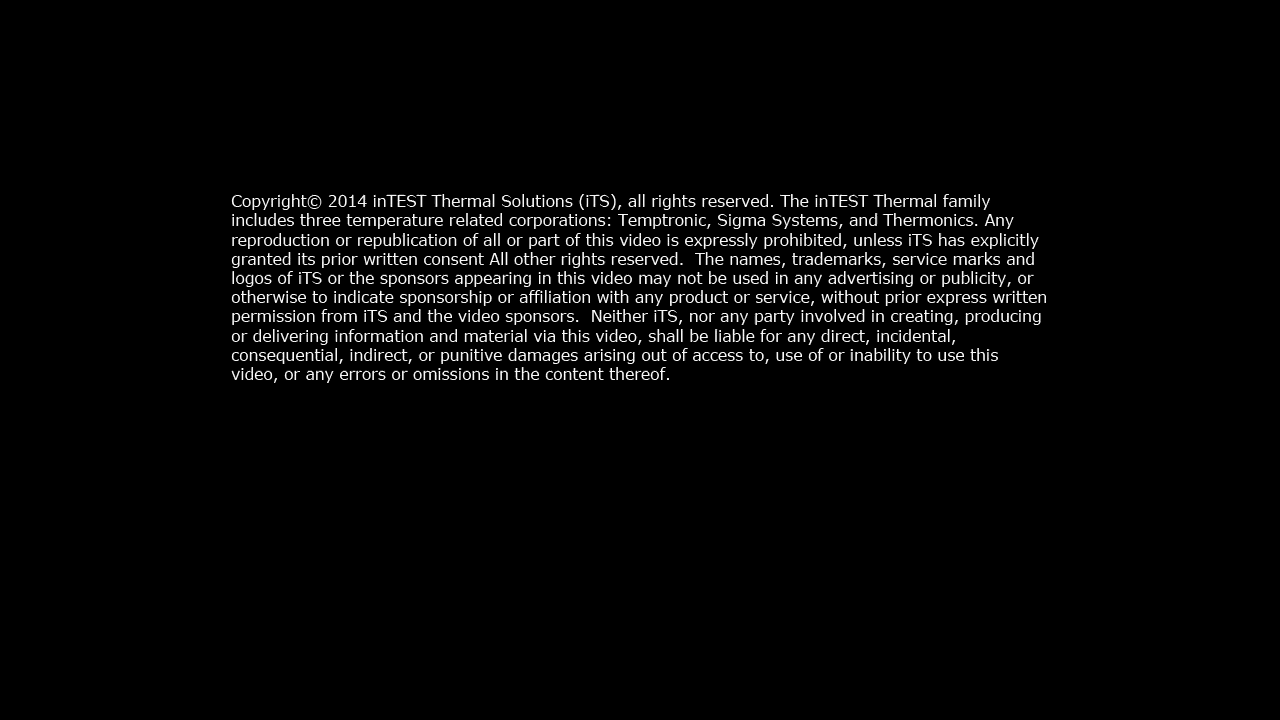 Copyright© 2014 inTEST Thermal Solutions (iTS), all rights reserved. The inTEST Thermal family
includes three temperature related corporations: Temptronic, Sigma Systems, and Thermonics. Any
reproduction or republication of all or part of this video is expressly prohibited, unless iTS has explicitly
granted its prior written consent All other rights reserved.  The names, trademarks, service marks and
logos of iTS or the sponsors appearing in this video may not be used in any advertising or publicity, or
otherwise to indicate sponsorship or affiliation with any product or service, without prior express written
permission from iTS and the video sponsors.  Neither iTS, nor any party involved in creating, producing
or delivering information and material via this video, shall be liable for any direct, incidental,
consequential, indirect, or punitive damages arising out of access to, use of or inability to use this
video, or any errors or omissions in the content thereof.